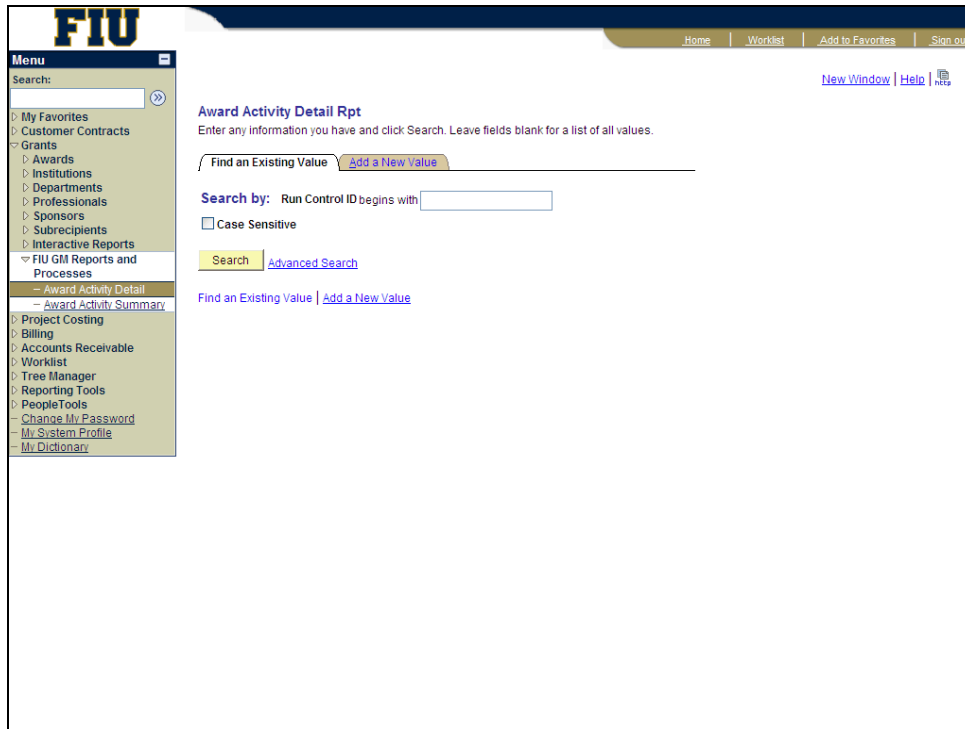 FIU
Home | Worklist | Add to Favorites | Sign ou
Menu
Search:
My Favorites
Customer Contracts
Grants
Awards
Institutions
Departments
Professionals
Sponsors
Subrecipients
Interactive Reports
FIU GM Reports and
Processes
– Award Activity Detail
– Award Activity Summary
Project Costing
Billing
Accounts Receivable
Worklist
Tree Manager
Reporting Tools
PeopleTools
– Change My Password
– My System Profile
– My Dictionary
New Window | Help | http
Award Activity Detail Rpt
Enter any information you have and click Search. Leave fields blank for a list of all values.
Find an Existing Value Add a New Value
Search by: Run Control ID begins with
Case Sensitive
Search Advanced Search
Find an Existing Value | Add a New Value